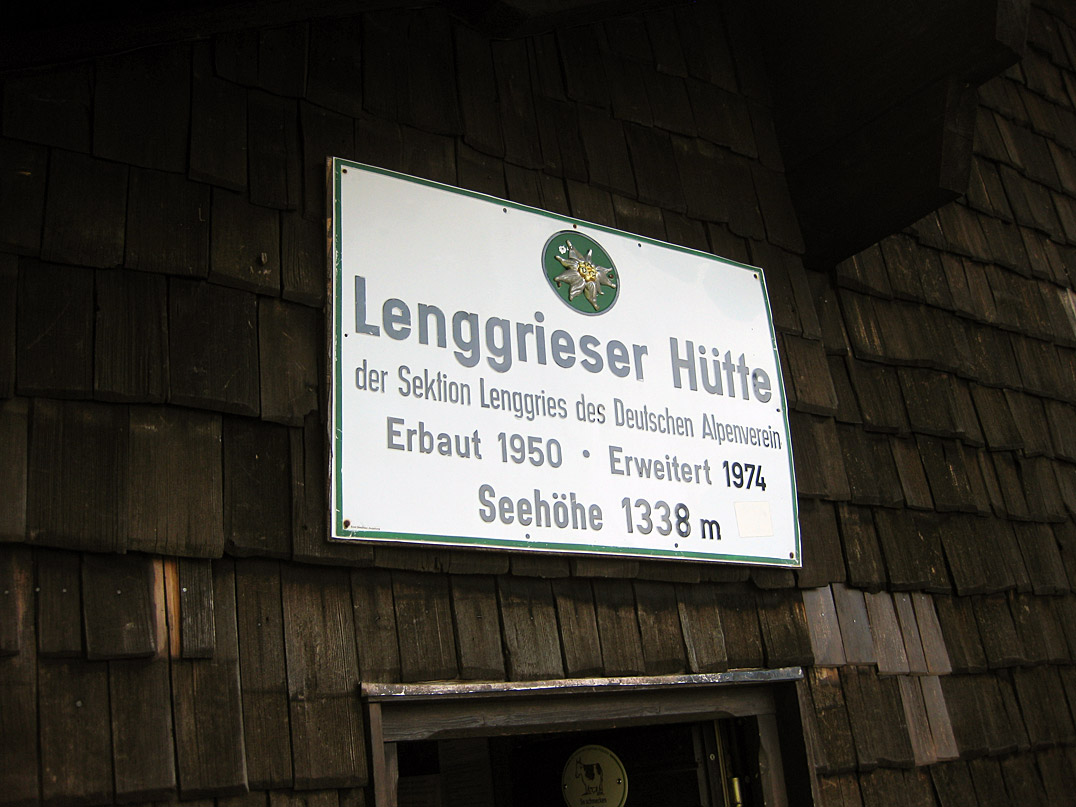 Lenggrieser Hütte
der Sektion Lenggries des Deutschen Alpenverein
Erbaut 1950 · Erweitert 1974
Seehöhe 1338 m